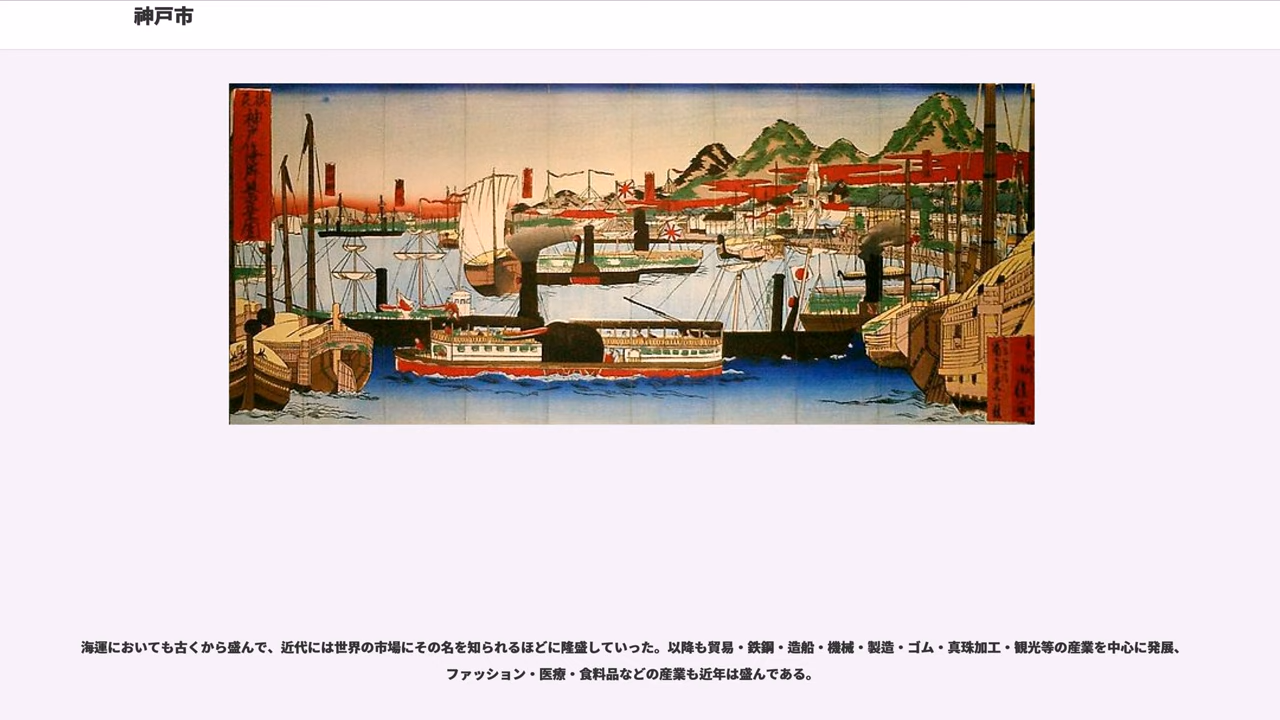 神戸市
海運においても古くから盛んで、近代には世界の市場にその名を知られるほどに隆盛していった。以降も貿易・鉄鋼・造船・機械・製造・ゴム・真珠加工・観光等の産業を中心に発展、
ファッション・医療・食料品などの産業も近年は盛んである。